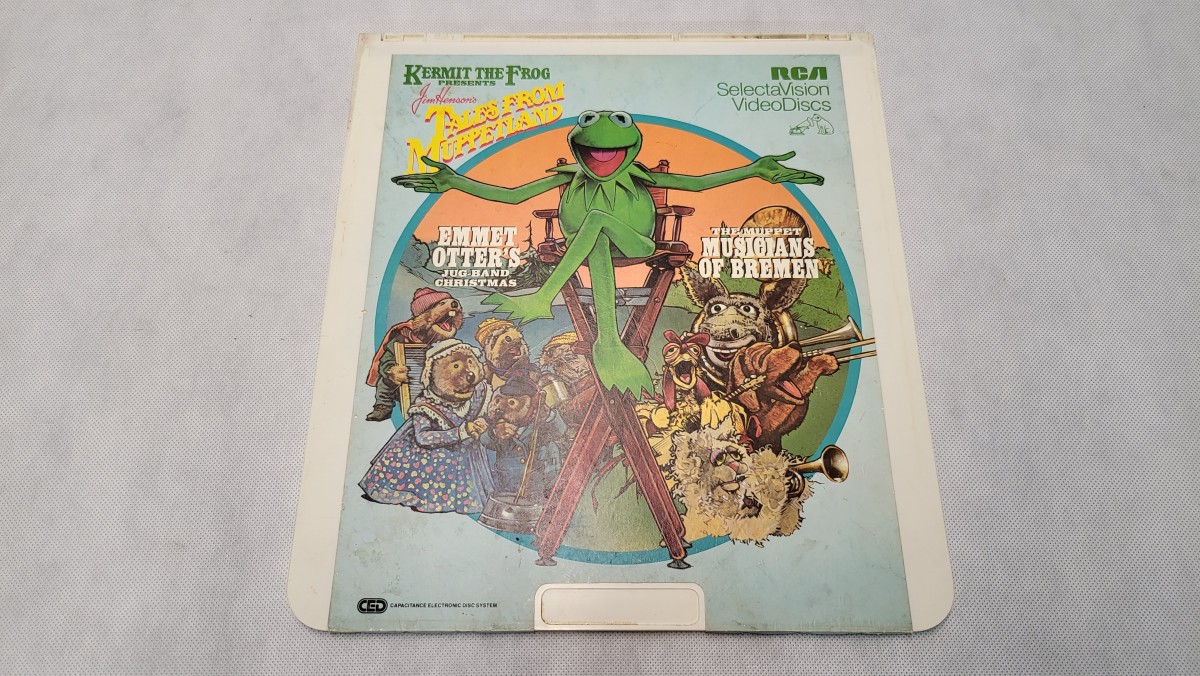 KERMIT THE FROG
PRESENTS
Jim Henson's
TALES FROM
MUPPETLAND
RCA
SelectaVision
VideoDiscs
EMMET
OTTER'S
JUG-BAND
CHRISTMAS
THE MUPPET
MUSICIANS
OF BREMEN
CED CAPACITANCE ELECTRONIC DISC SYSTEM